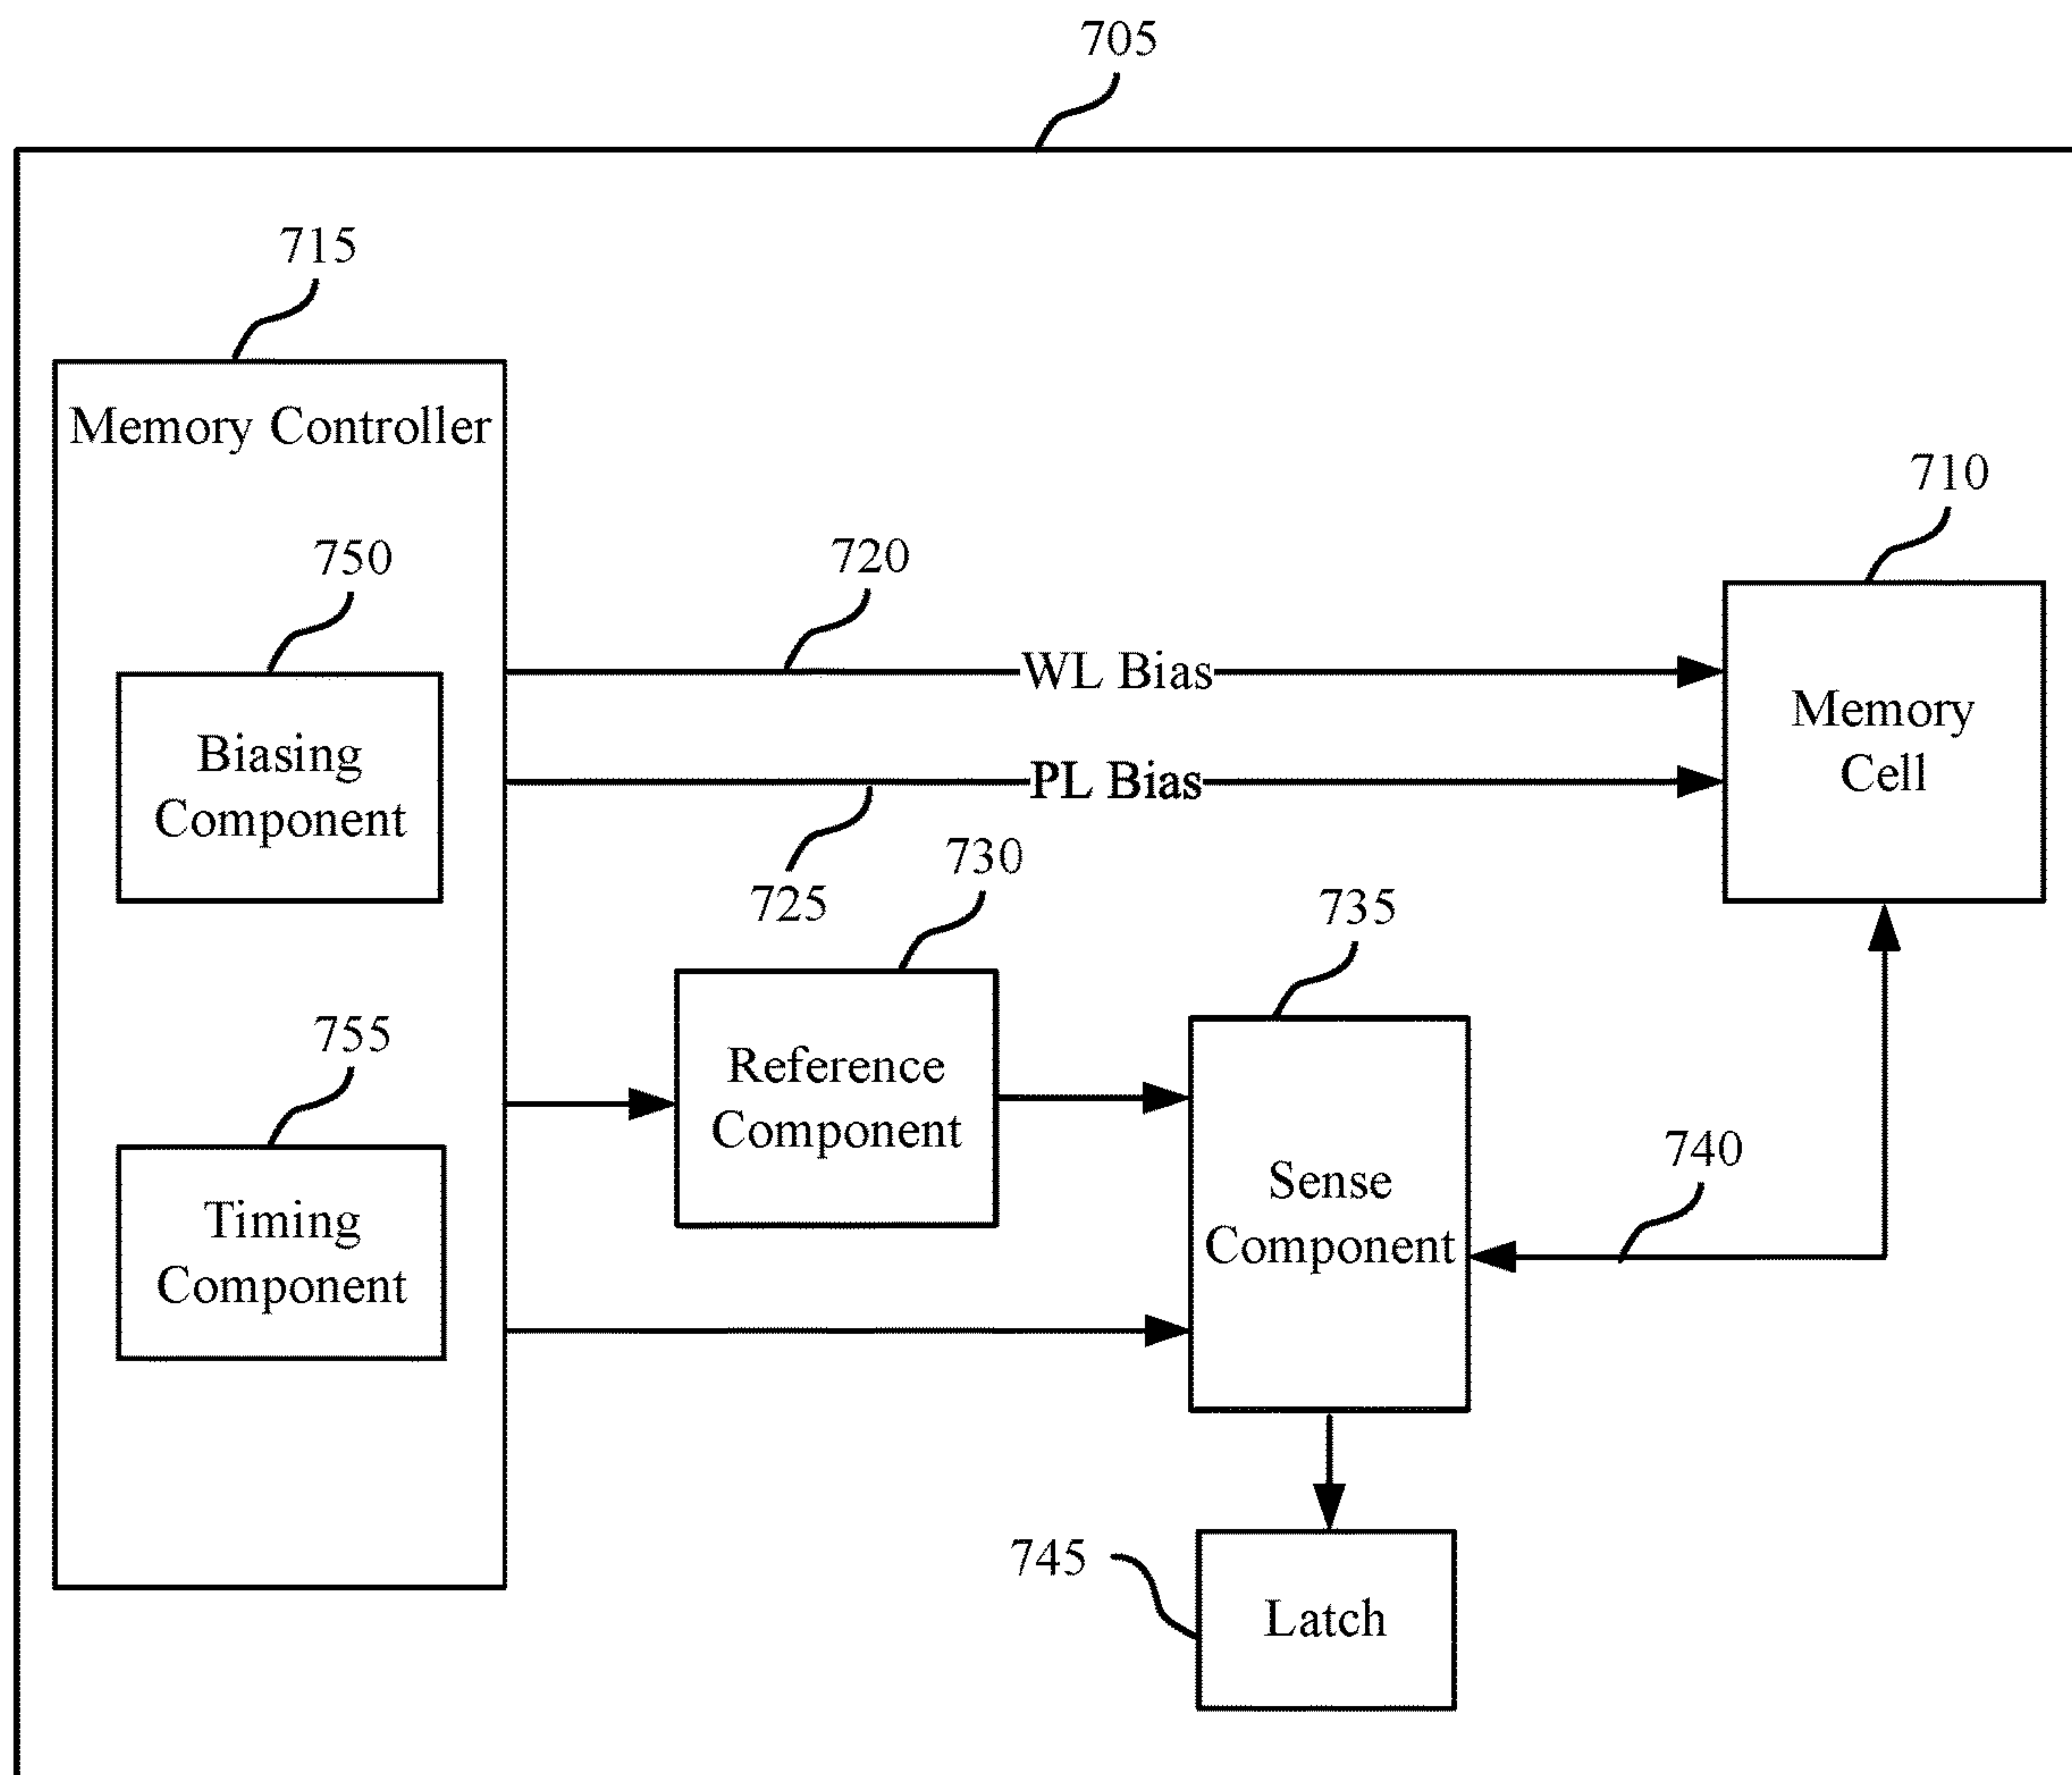 705
715
Memory Controller
710
750
720
WL Bias
Memory
Cell
Biasing
Component
PL Bias
725
730
735
755
Reference
Component
740
Sense
Component
Timing
Component
745
Latch